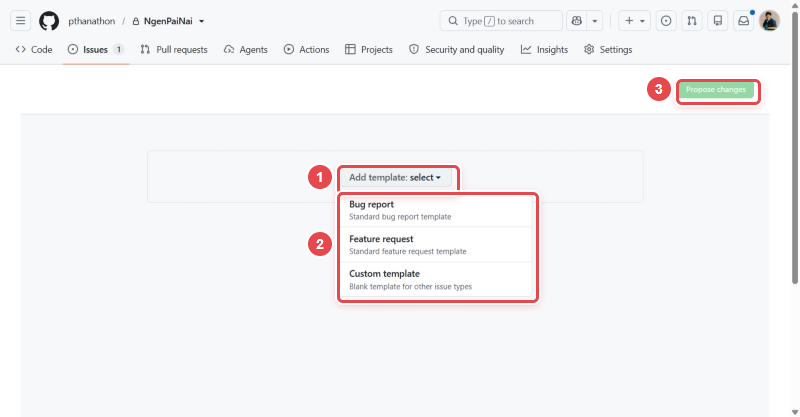 pthanathon / NgenPaiNai
Type / to search
Code Issues 1 Pull requests Agents Actions Projects Security and quality Insights Settings
3 Propose changes
1 Add template: select
Bug report
Standard bug report template
2
Feature request
Standard feature request template
Custom template
Blank template for other issue types